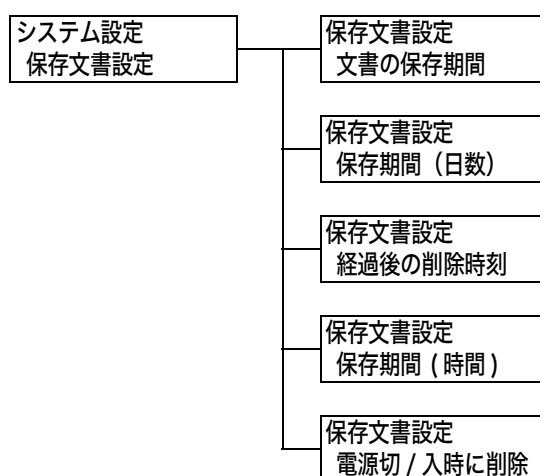 システム設定
保存文書設定
保存文書設定
文書の保存期間
保存文書設定
保存期間（日数）
保存文書設定
経過後の削除時刻
保存文書設定
保存期間 ( 時間 )
保存文書設定
電源切 / 入時に削除